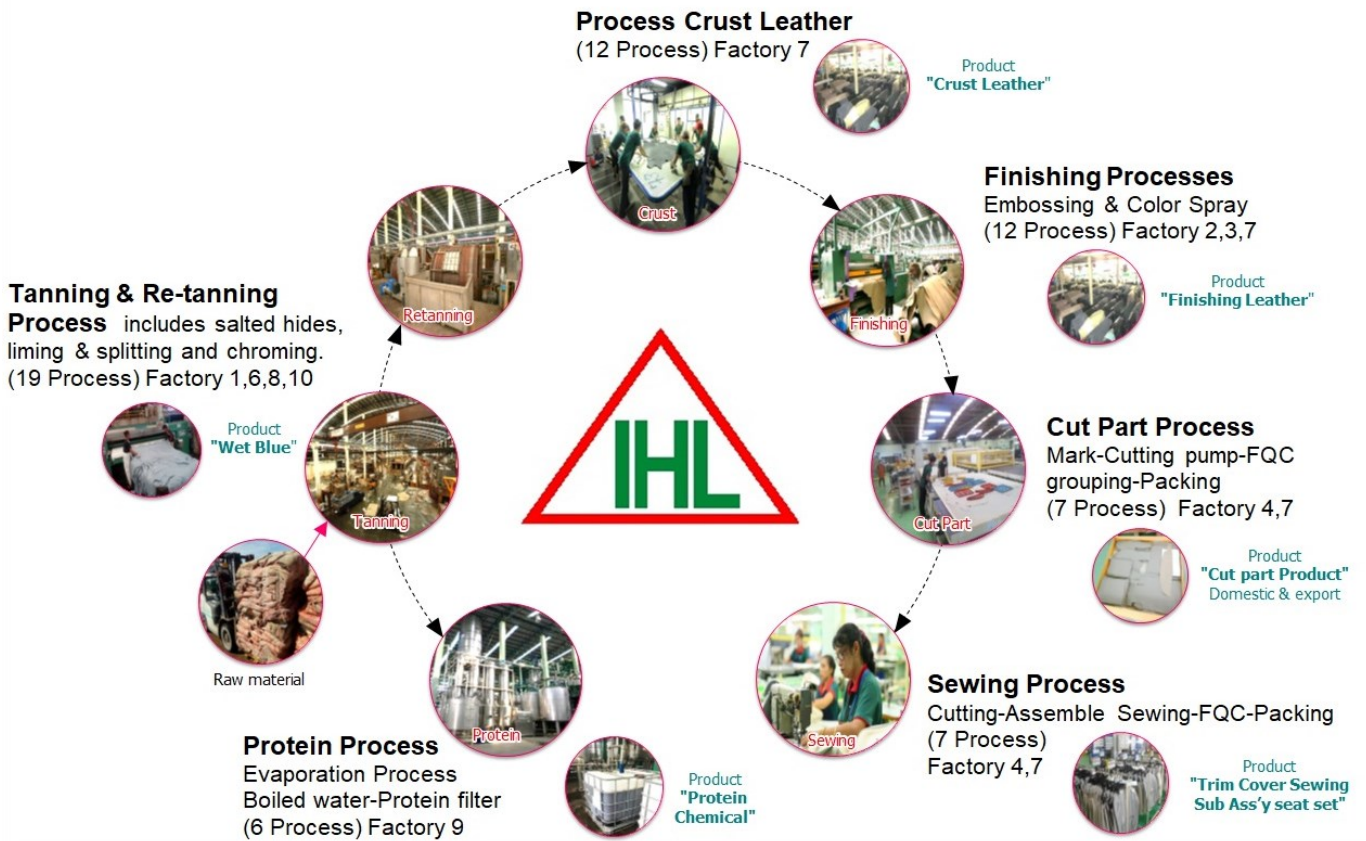 Process Crust Leather
(12 Process) Factory 7
Product
"Crust Leather"
Crust
Finishing Processes
Embossing & Color Spray
(12 Process) Factory 2,3,7
Product
"Finishing Leather"
Finishing
Retanning
Tanning & Re-tanning
Process includes salted hides,
liming & splitting and chroming.
(19 Process) Factory 1,6,8,10
Product
"Wet Blue"
Tanning
IHL
Cut Part Process
Mark-Cutting pump-FQC
grouping-Packing
(7 Process) Factory 4,7
Product
"Cut part Product"
Domestic & export
Cut Part
Raw material
Protein
Protein Process
Evaporation Process
Boiled water-Protein filter
(6 Process) Factory 9
Product
"Protein
Chemical"
Sewing
Sewing Process
Cutting-Assemble Sewing-FQC-Packing
(7 Process)
Factory 4,7
Product
"Trim Cover Sewing
Sub Ass'y seat set"